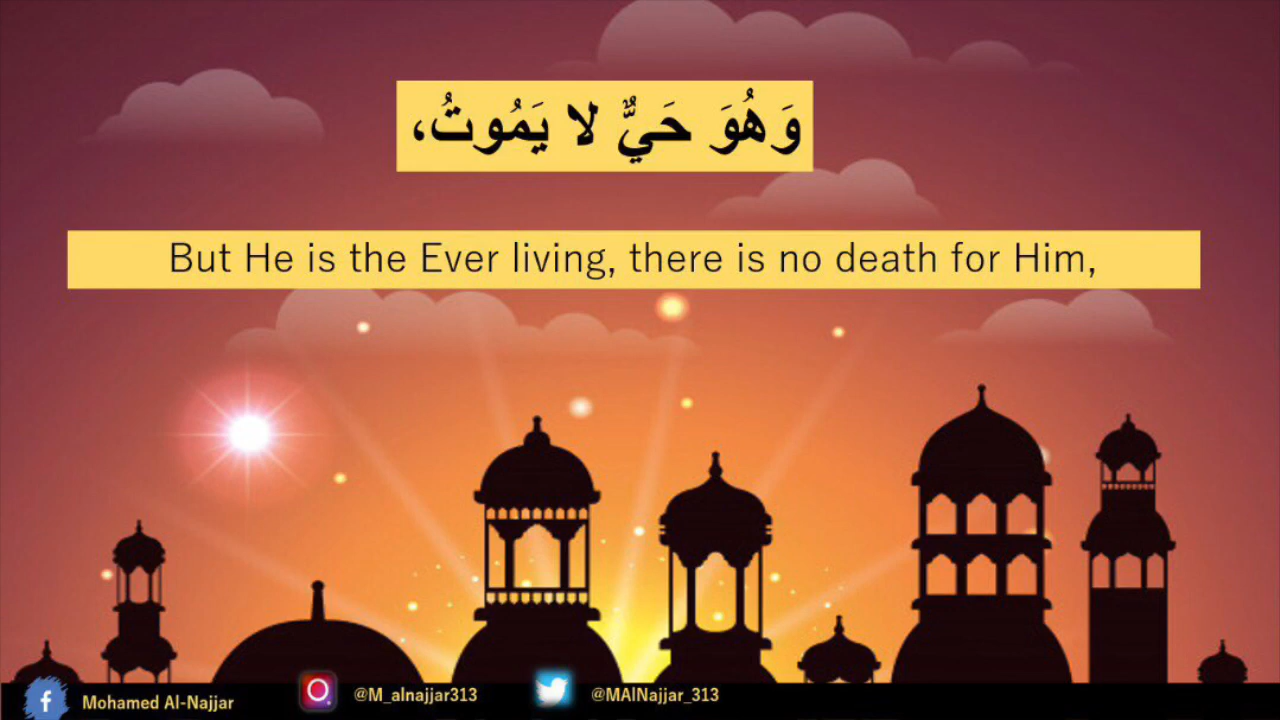 وَهُوَ حَيٌّ لا يَمُوتُ،
But He is the Ever living, there is no death for Him,
Mohamed Al-Najjar @M_alnajjar313 @MAlNajjar_313